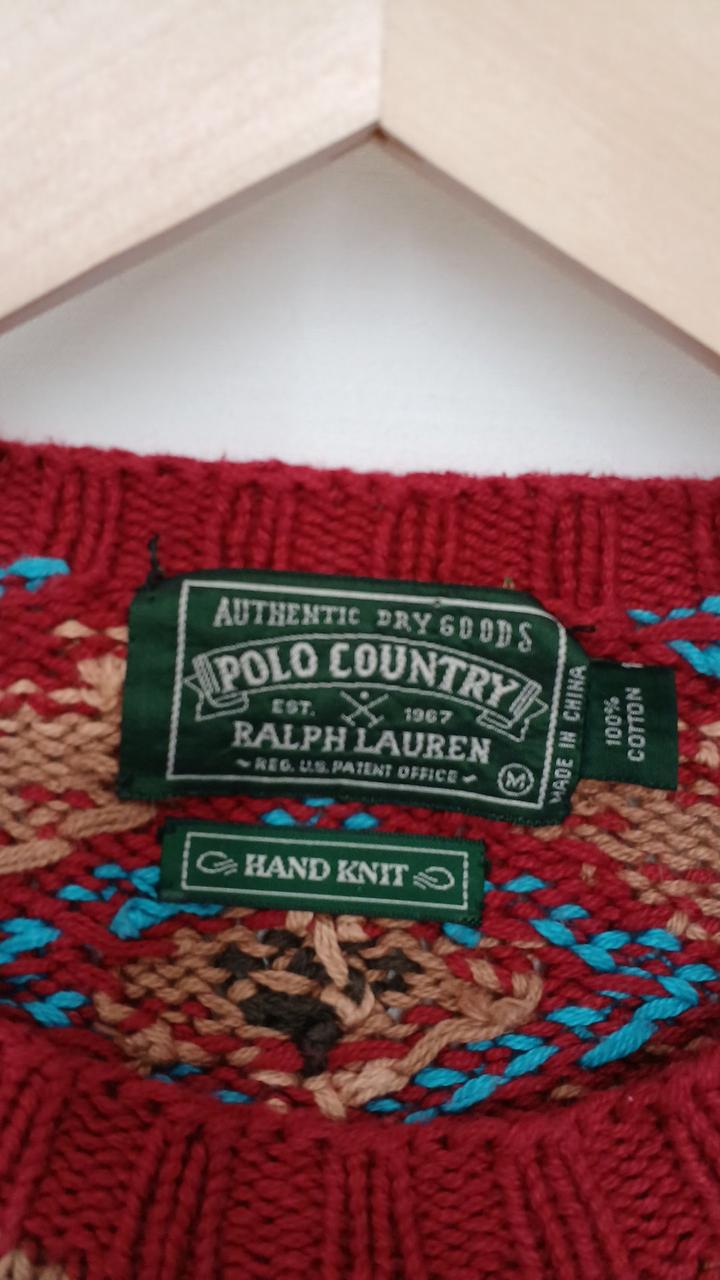 AUTHENTIC DRY GOODS
POLO COUNTRY
EST. 1967
RALPH LAUREN
~ REG. U.S. PATENT OFFICE ~
M
MADE IN CHINA
100%
COTTON
HAND KNIT